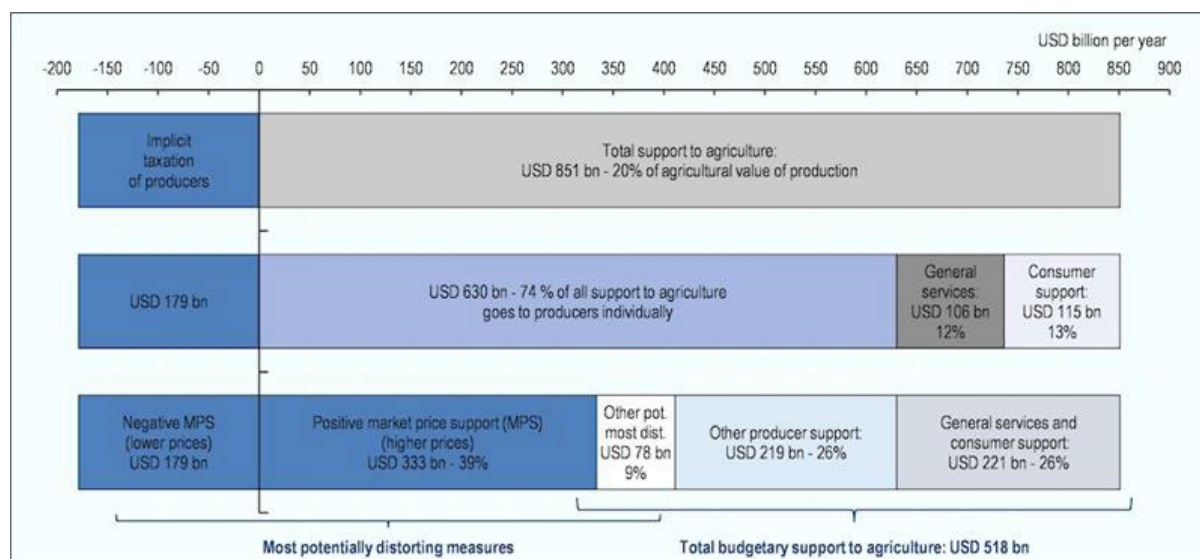 USD billion per year
-200 -150 -100 -50 0 50 100 150 200 250 300 350 400 450 500 550 600 650 700 750 800 850 900
Implicit
taxation
of producers
Total support to agriculture:
USD 851 bn - 20% of agricultural value of production
USD 179 bn
USD 630 bn - 74 % of all support to agriculture
goes to producers individually
General
services:
USD 106 bn
12%
Consumer
support:
USD 115 bn
13%
Negative MPS
(lower prices)
USD 179 bn
Positive market price support (MPS)
(higher prices)
USD 333 bn - 39%
Other pot.
most dist.
USD 78 bn
9%
Other producer support:
USD 219 bn - 26%
General services and
consumer support:
USD 221 bn - 26%
Most potentially distorting measures
Total budgetary support to agriculture: USD 518 bn